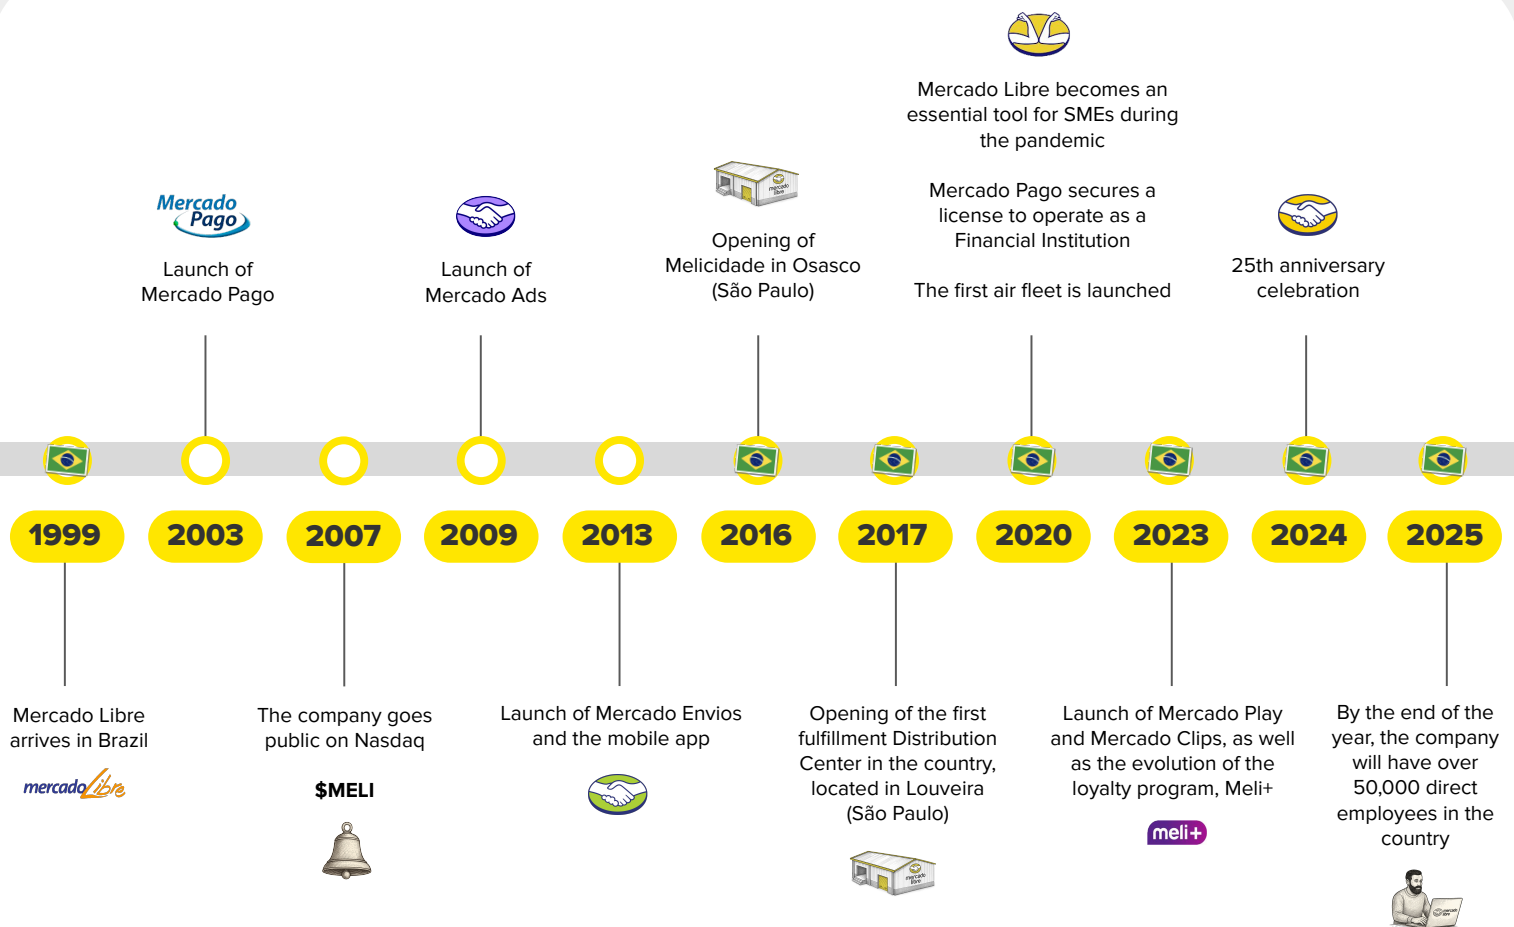 Mercado Libre becomes an
essential tool for SMEs during
the pandemic
Mercado Pago secures a
license to operate as a
Financial Institution
The first air fleet is launched
Mercado
Pago
Launch of
Mercado Pago
Launch of
Mercado Ads
mercado
libre
Opening of
Melicidade in Osasco
(São Paulo)
25th anniversary
celebration
1999
2003
2007
2009
2013
2016
2017
2020
2023
2024
2025
Mercado Libre
arrives in Brazil
mercadoLibre
The company goes
public on Nasdaq
$MELI
Launch of Mercado Envios
and the mobile app
Opening of the first
fulfillment Distribution
Center in the country,
located in Louveira
(São Paulo)
mercado
libre
Launch of Mercado Play
and Mercado Clips, as well
as the evolution of the
loyalty program, Meli+
meli+
By the end of the
year, the company
will have over
50,000 direct
employees in the
country
mercado
libre